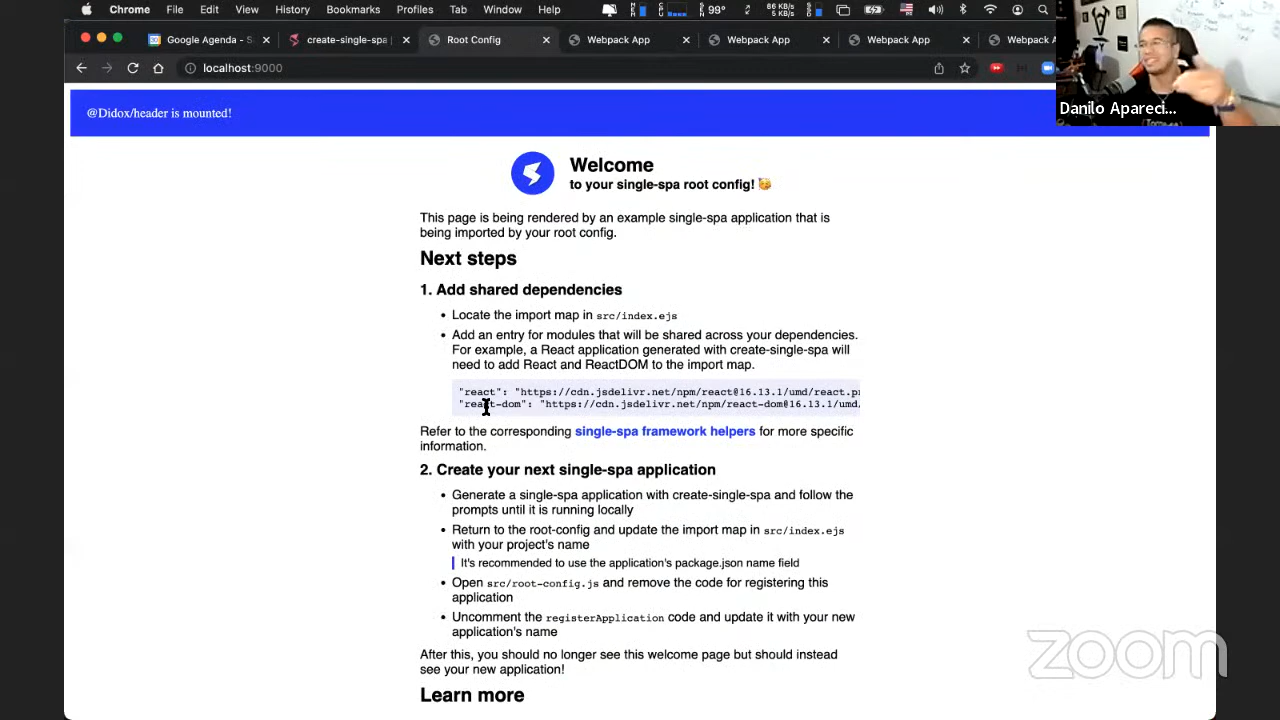 Chrome File Edit View History Bookmarks Profiles Tab Window Help 99° 66 KB/s 6 KB/s
Google Agenda - S
create-single-spa
Root Config
Webpack App
Webpack App
Webpack App
Webpack A
localhost:9000
Danilo Apareci...
@Didox/header is mounted!
Welcome
to your single-spa root config! 🥳
This page is being rendered by an example single-spa application that is
being imported by your root config.
Next steps
1. Add shared dependencies
• Locate the import map in src/index.ejs
• Add an entry for modules that will be shared across your dependencies.
For example, a React application generated with create-single-spa will
need to add React and ReactDOM to the import map.
"react": "https://cdn.jsdelivr.net/npm/react@16.13.1/umd/react.pr
"react-dom": "https://cdn.jsdelivr.net/npm/react-dom@16.13.1/umd/
Refer to the corresponding single-spa framework helpers for more specific
information.
2. Create your next single-spa application
• Generate a single-spa application with create-single-spa and follow the
prompts until it is running locally
• Return to the root-config and update the import map in src/index.ejs
with your project's name
It's recommended to use the application's package.json name field
• Open src/root-config.js and remove the code for registering this
application
• Uncomment the registerApplication code and update it with your new
application's name
After this, you should no longer see this welcome page but should instead
see your new application!
Learn more
zoom